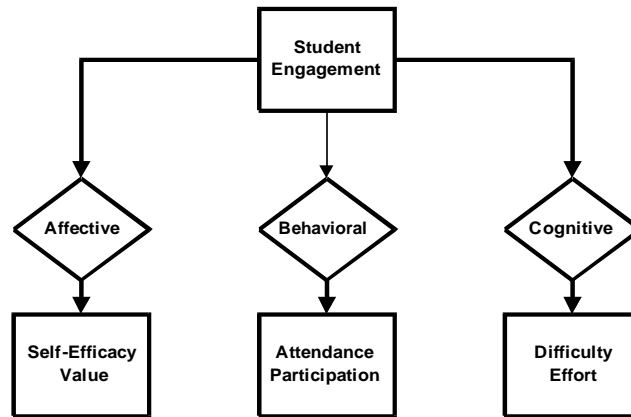 Student
Engagement
Affective
Behavioral
Cognitive
Self-Efficacy
Value
Attendance
Participation
Difficulty
Effort